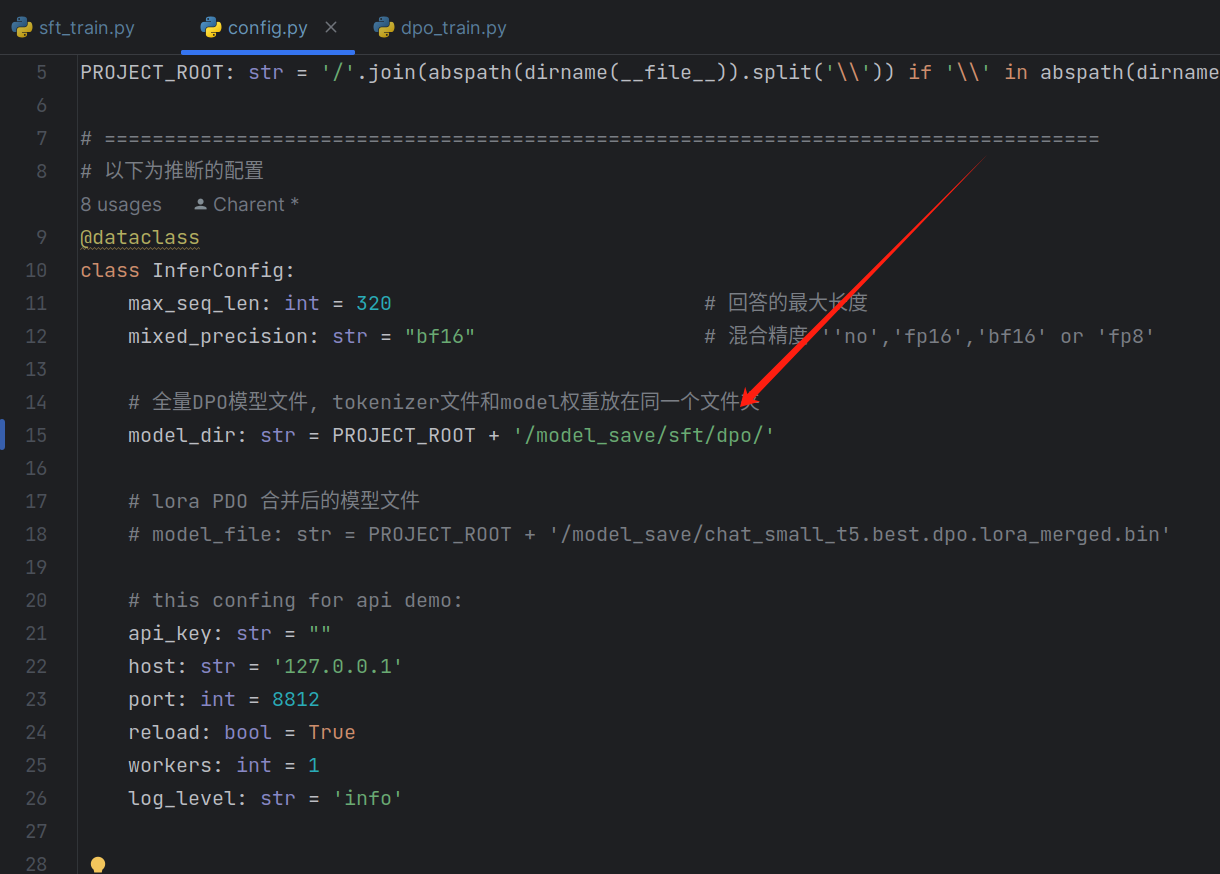 sft_train.py config.py dpo_train.py
5 PROJECT_ROOT: str = '/'.join(abspath(dirname(__file__)).split('\\')) if '\\' in abspath(dirname
6
7 # ===================================================================================
8 # 以下为推断的配置
8 usages Charent *
9 @dataclass
10 class InferConfig:
11 max_seq_len: int = 320 # 回答的最大长度
12 mixed_precision: str = "bf16" # 混合精度 ''no','fp16','bf16' or 'fp8'
13
14 # 全量DPO模型文件, tokenizer文件和model权重放在同一个文件夹
15 model_dir: str = PROJECT_ROOT + '/model_save/sft/dpo/'
16
17 # lora PDO 合并后的模型文件
18 # model_file: str = PROJECT_ROOT + '/model_save/chat_small_t5.best.dpo.lora_merged.bin'
19
20 # this confing for api demo:
21 api_key: str = ""
22 host: str = '127.0.0.1'
23 port: int = 8812
24 reload: bool = True
25 workers: int = 1
26 log_level: str = 'info'
27
28